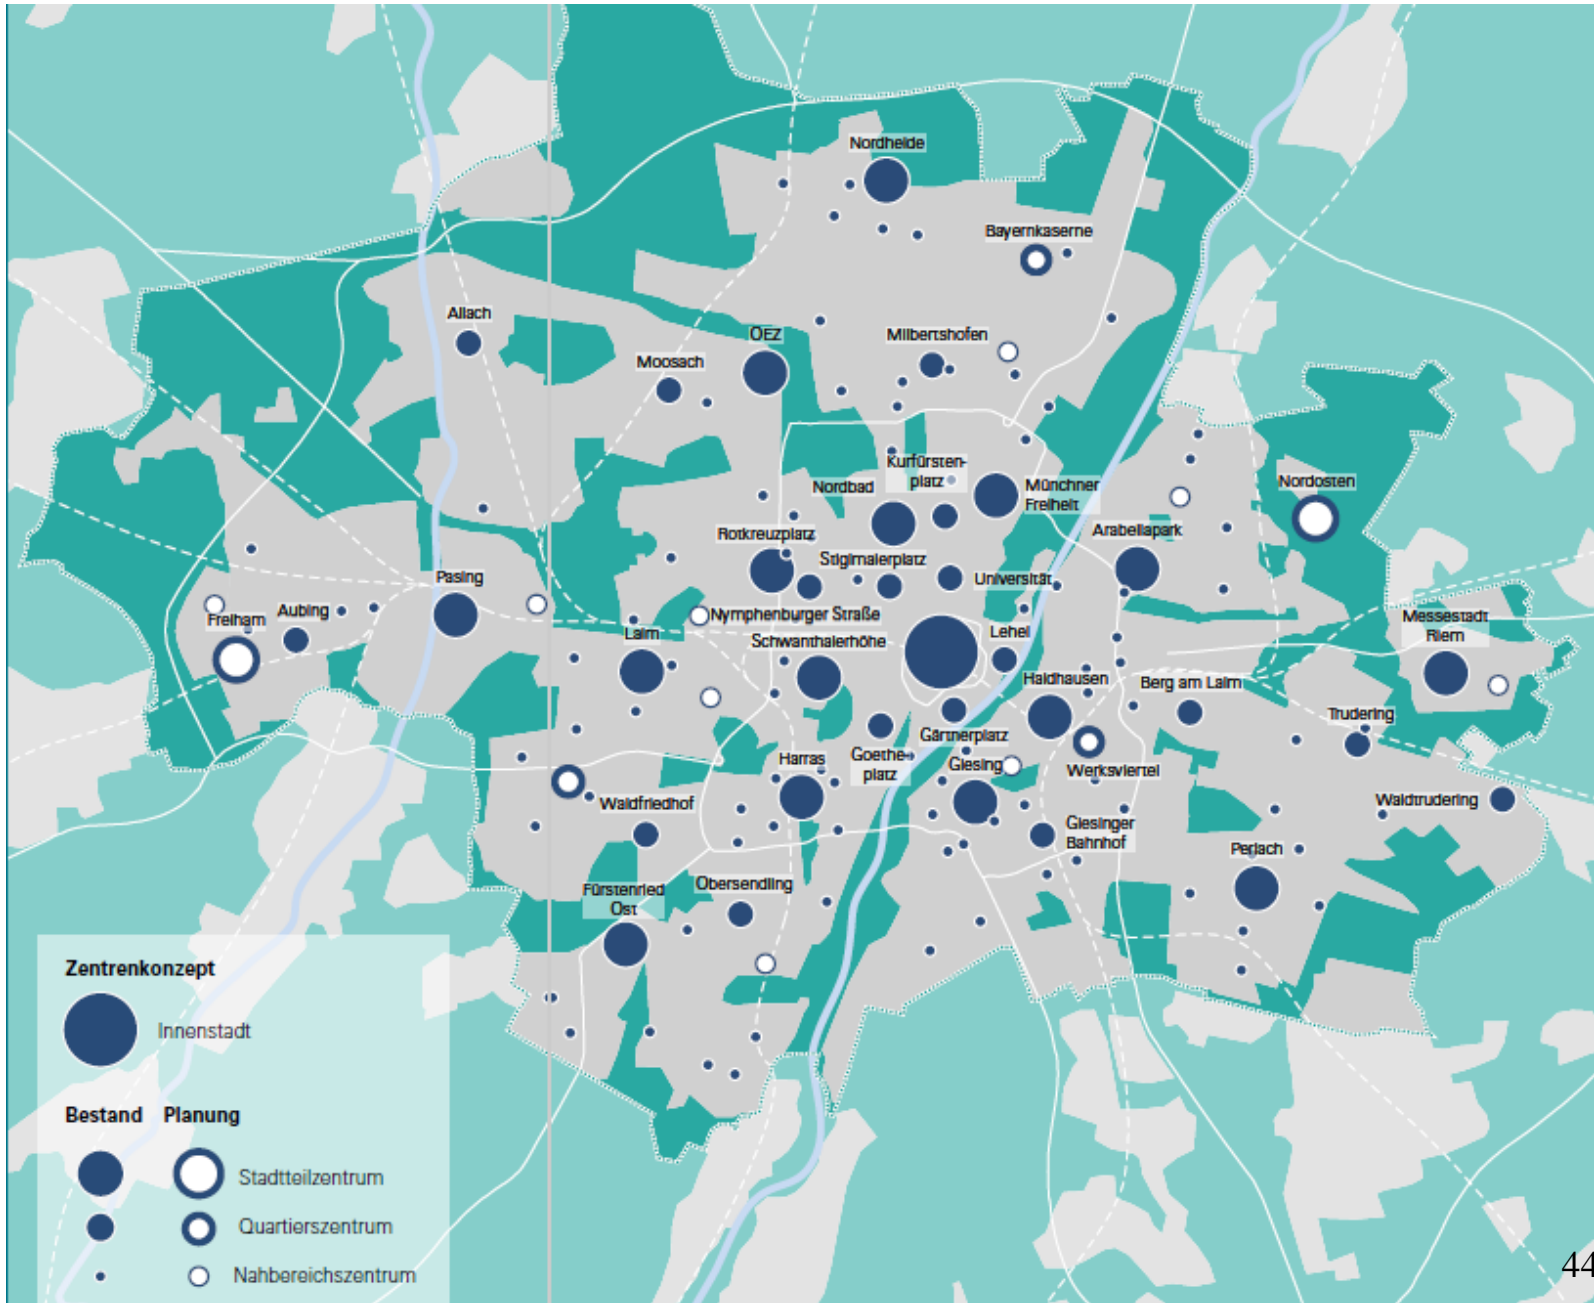 Nordheide
Bayernkaserne
Allach
OEZ
Milbertshofen
Moosach
Kurfürsten-
platz
Nordbad
Münchner
Freiheit
Nordosten
Rotkreuzplatz
Arabellapark
Stiglmaierplatz
Pasing
Universität
Freiham
Aubing
Nymphenburger Straße
Messestadt
Riem
Laim
Schwanthalerhöhe
Lehel
Haidhausen
Berg am Laim
Trudering
Gärtnerplatz
Goethe-
platz
Harras
Giesing
Werksviertel
Waldfriedhof
Waldtrudering
Giesinger
Bahnhof
Perlach
Fürstenried
Ost
Obersendling
Zentrenkonzept
Innenstadt
Bestand Planung
Stadtteilzentrum
Quartierszentrum
Nahbereichszentrum
44